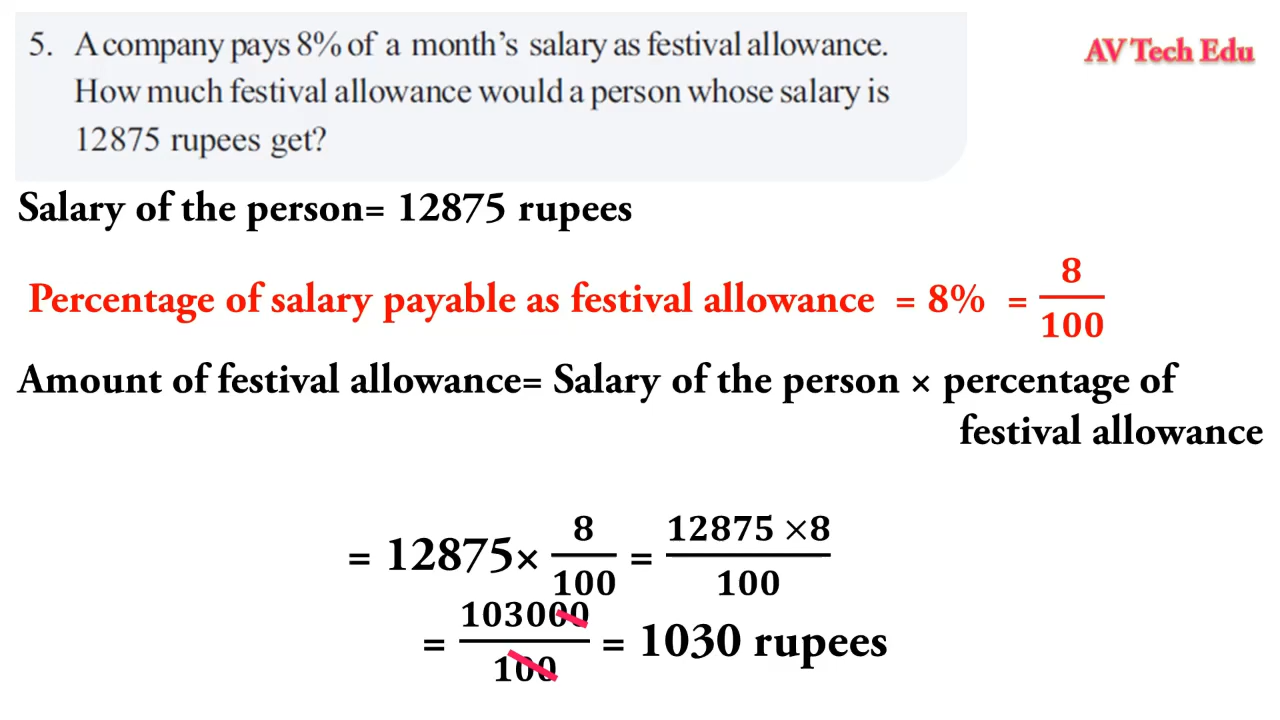 5. A company pays 8% of a month's salary as festival allowance.
How much festival allowance would a person whose salary is
12875 rupees get?
AV Tech Edu
Salary of the person= 12875 rupees
Percentage of salary payable as festival allowance = 8% = 8/100
Amount of festival allowance= Salary of the person × percentage of
festival allowance
= 12875× 8/100 = 12875 ×8/100
= 103000/100 = 1030 rupees